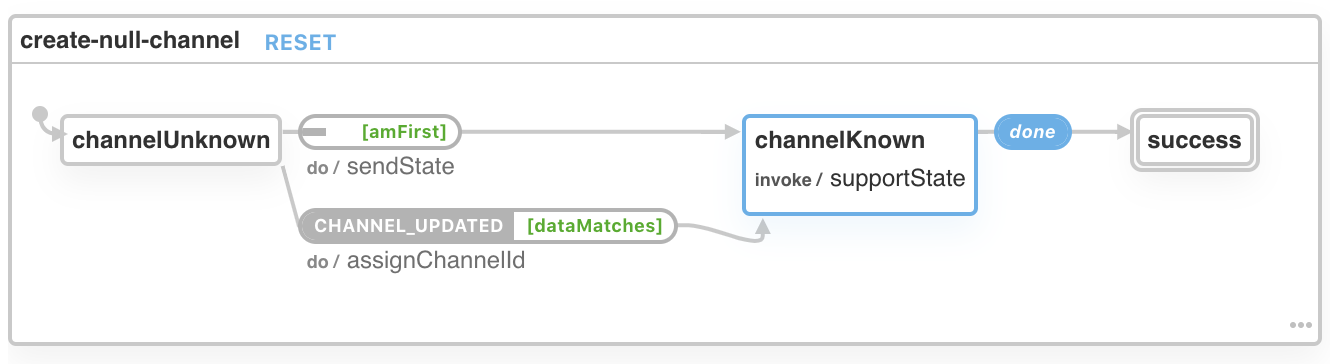 create-null-channel RESET
channelUnknown
[amFirst]
do / sendState
CHANNEL_UPDATED [dataMatches]
do / assignChannelId
channelKnown
invoke / supportState
done
success